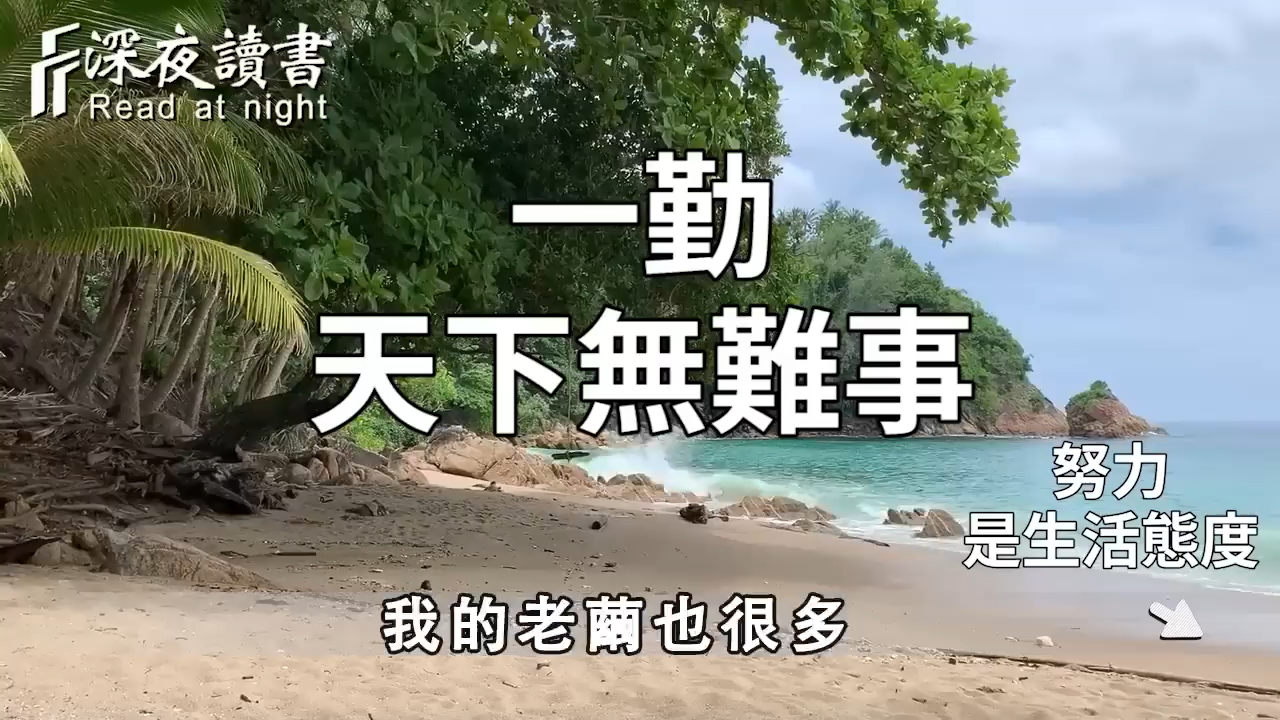 深夜讀書
Read at night
一勤
天下無難事
努力
是生活態度
我的老繭也很多